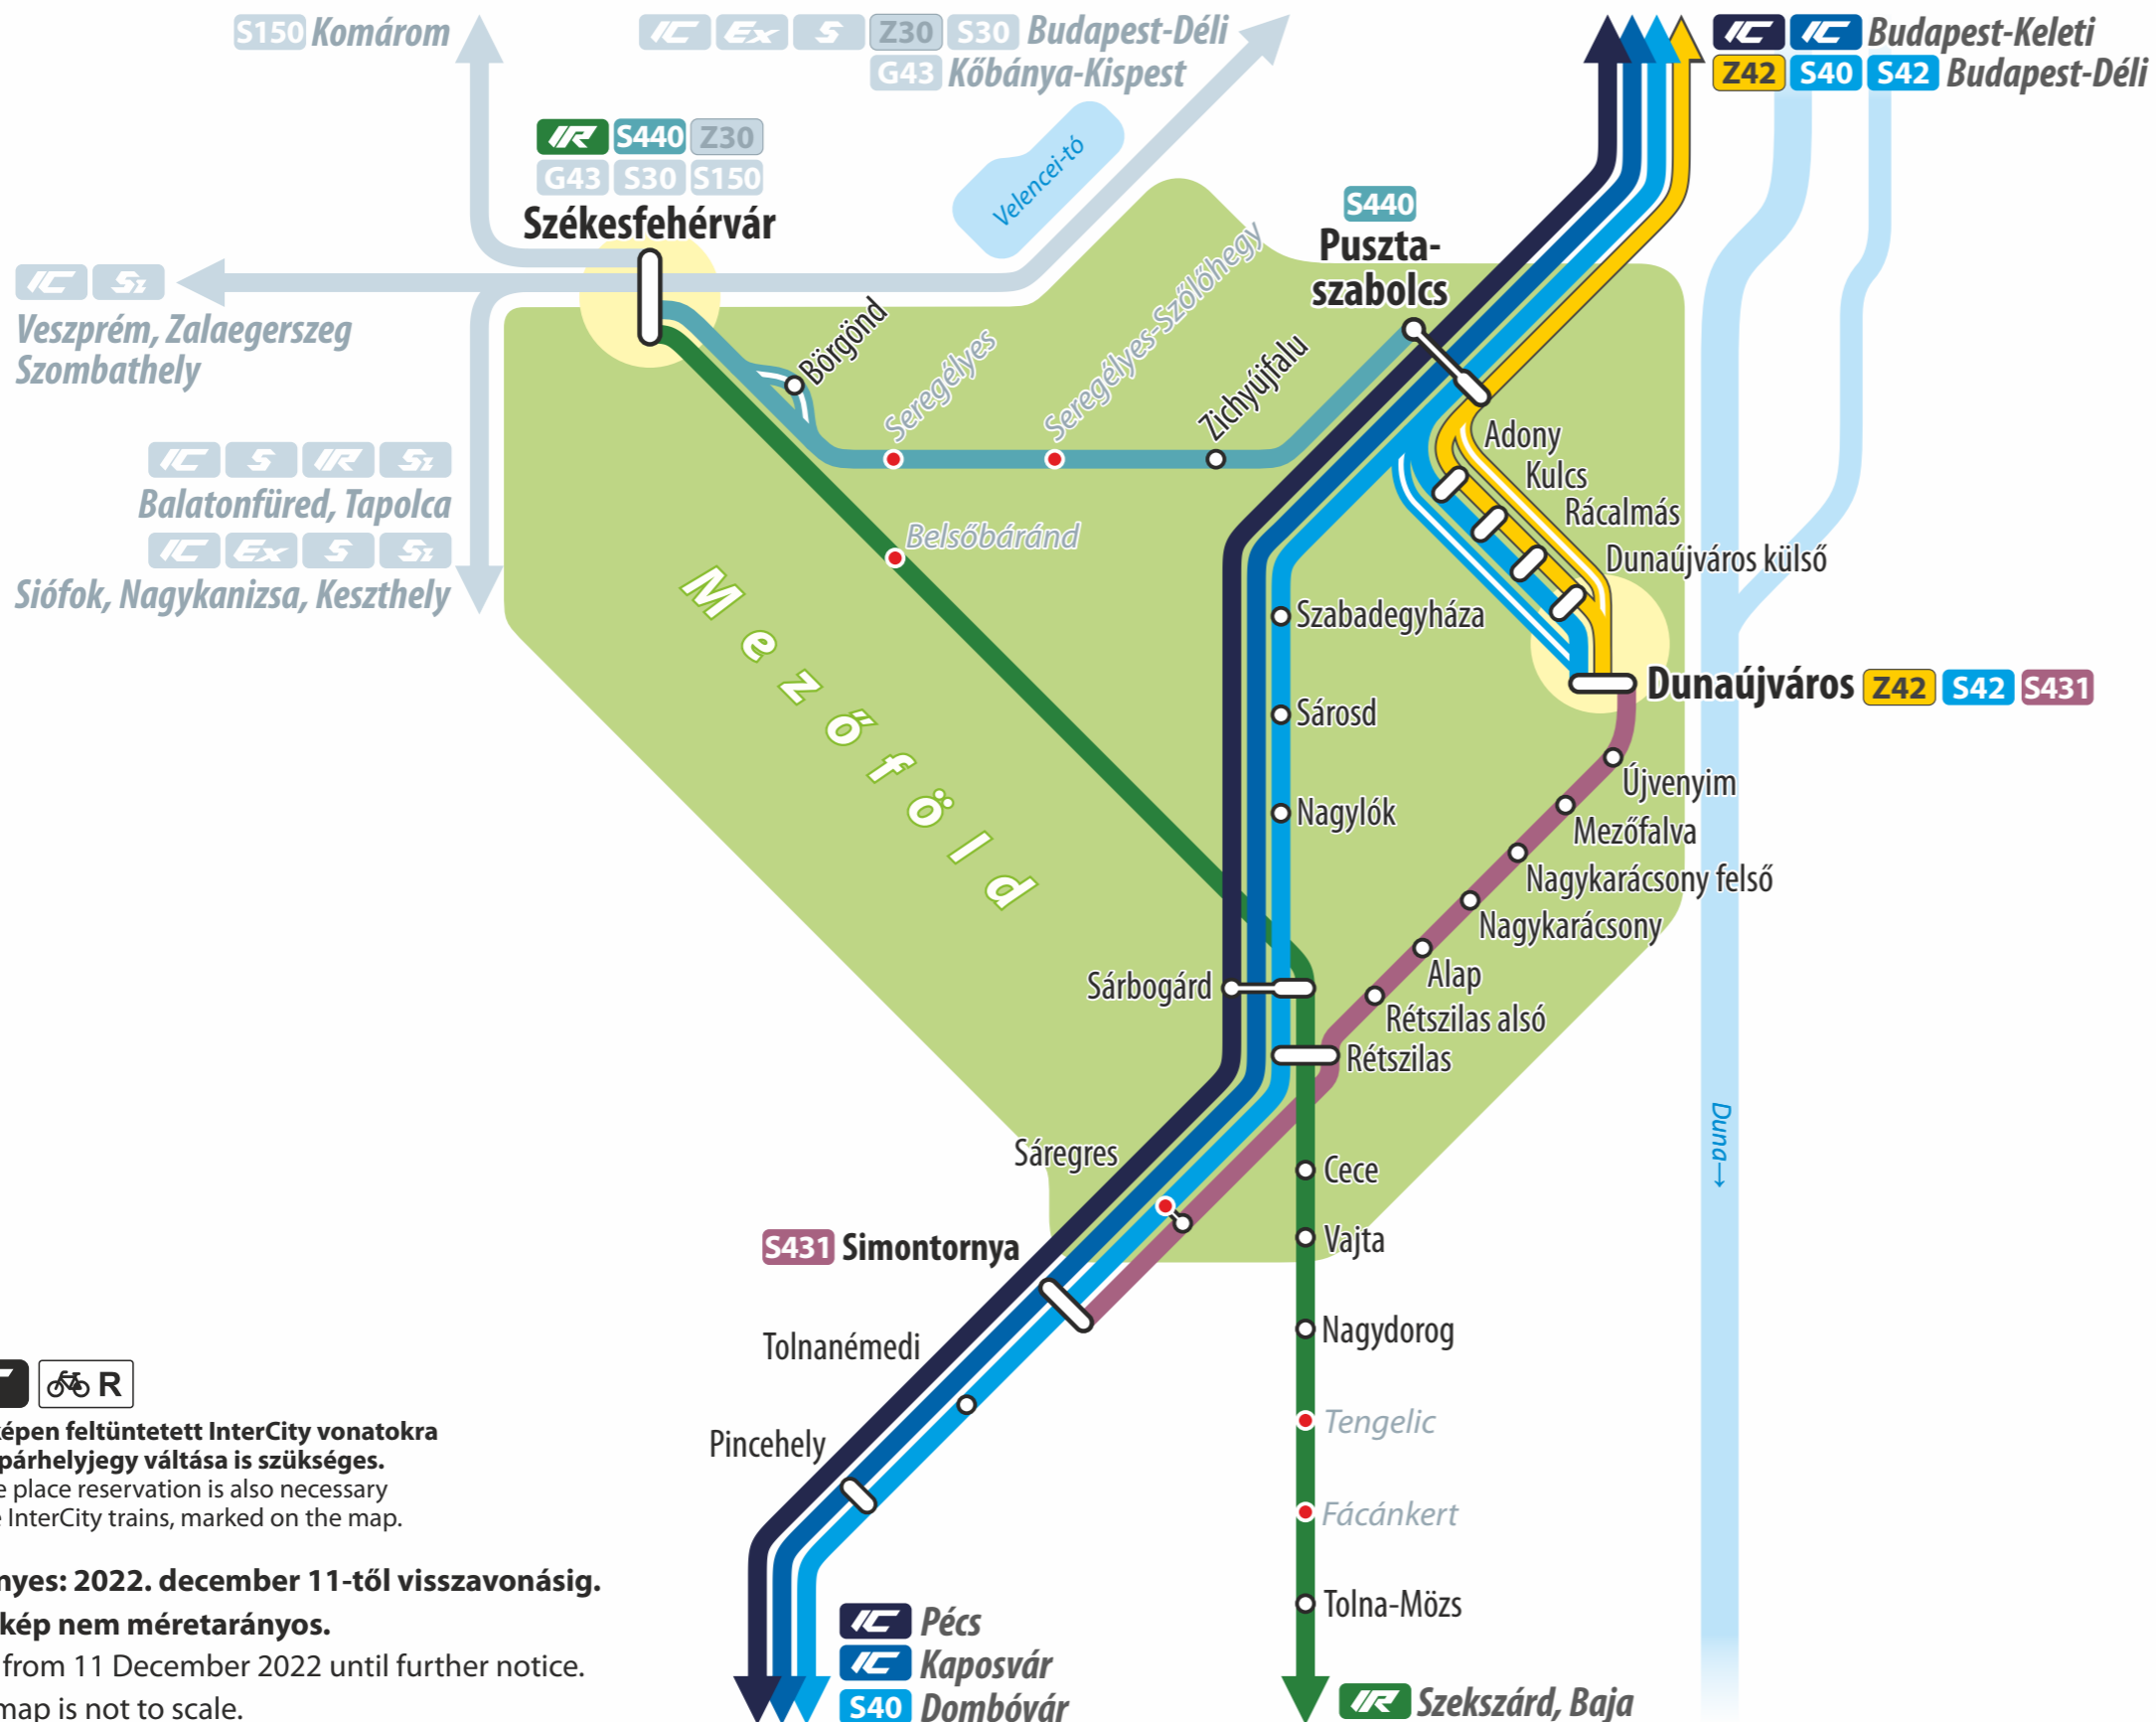 S150 Komárom
IC Ex S Z30 S30 Budapest-Déli
G43 Kőbánya-Kispest
IC IC Budapest-Keleti
Z42 S40 S42 Budapest-Déli
IR S440 Z30
G43 S30 S150
Székesfehérvár
Velencei-tó
S440
Puszta-
szabolcs
IC Sz
Veszprém, Zalaegerszeg
Szombathely
Börgönd
Seregélyes
Seregélyes-Szőlőhegy
Zichyújfalu
Adony
Kulcs
Rácalmás
Dunaújváros külső
IC S IR Sz
Balatonfüred, Tapolca
IC Ex S Sz
Siófok, Nagykanizsa, Keszthely
Belsőbáránd
Mezőföld
Szabadegyháza
Sárosd
Nagylók
Dunaújváros Z42 S42 S431
Újvenyim
Mezőfalva
Nagykarácsony felső
Nagykarácsony
Alap
Rétszilas alsó
Sárbogárd
Rétszilas
Duna→
Sáregres
Cece
Vajta
S431 Simontornya
Nagydorog
Tolnanémedi
Tengelic
Pincehely
Fácánkert
Tolna-Mözs
R
képen feltüntetett InterCity vonatokra
párhelyjegy váltása is szükséges.
e place reservation is also necessary
e InterCity trains, marked on the map.
nyes: 2022. december 11-től visszavonásig.
kép nem méretarányos.
from 11 December 2022 until further notice.
map is not to scale.
IC Pécs
IC Kaposvár
S40 Dombóvár
IR Szekszárd, Baja